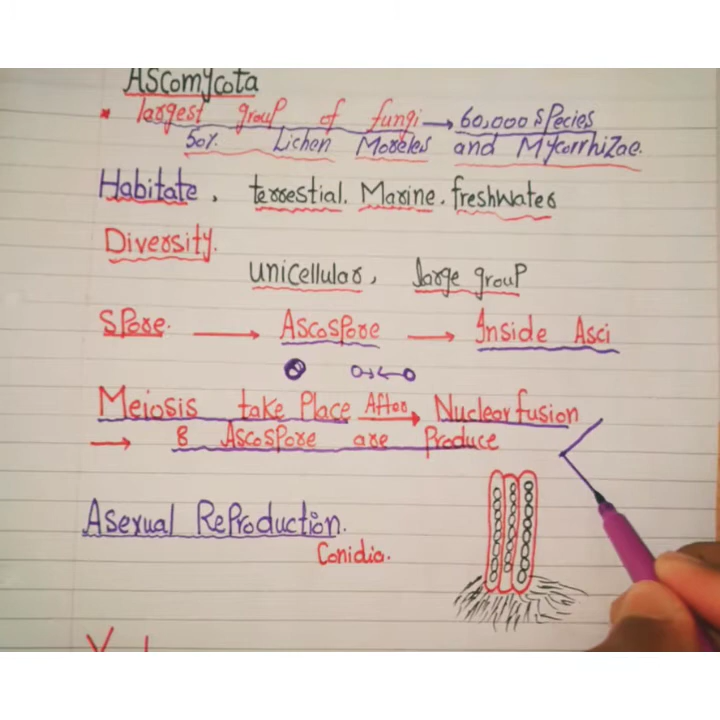 Ascomycota
* largest group of fungi → 60,000 species
50% Lichen Moreles and Mycorrhizae.
Habitate, terrestial. Marine. freshwater
Diversity.
unicellular, large group
Spore. → Ascospore → Inside Asci
Meiosis take Place After → Nuclear fusion
→ 8 Ascospore are Produce
Asexual Reproduction.
Conidia.